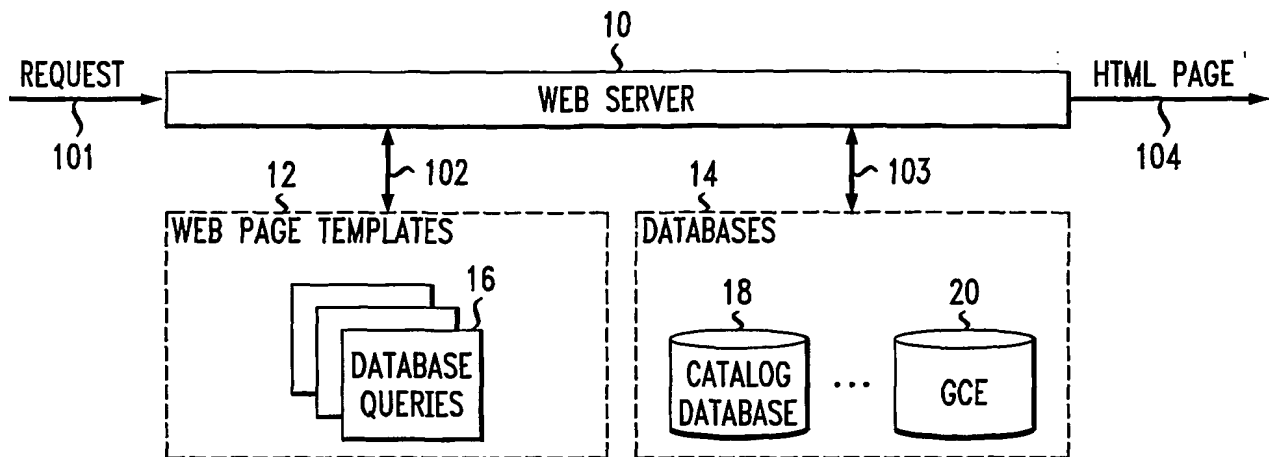 10
REQUEST
WEB SERVER
HTML PAGE
101
102
103
104
12
14
WEB PAGE TEMPLATES
DATABASES
16
18
20
DATABASE
QUERIES
CATALOG
DATABASE
...
GCE